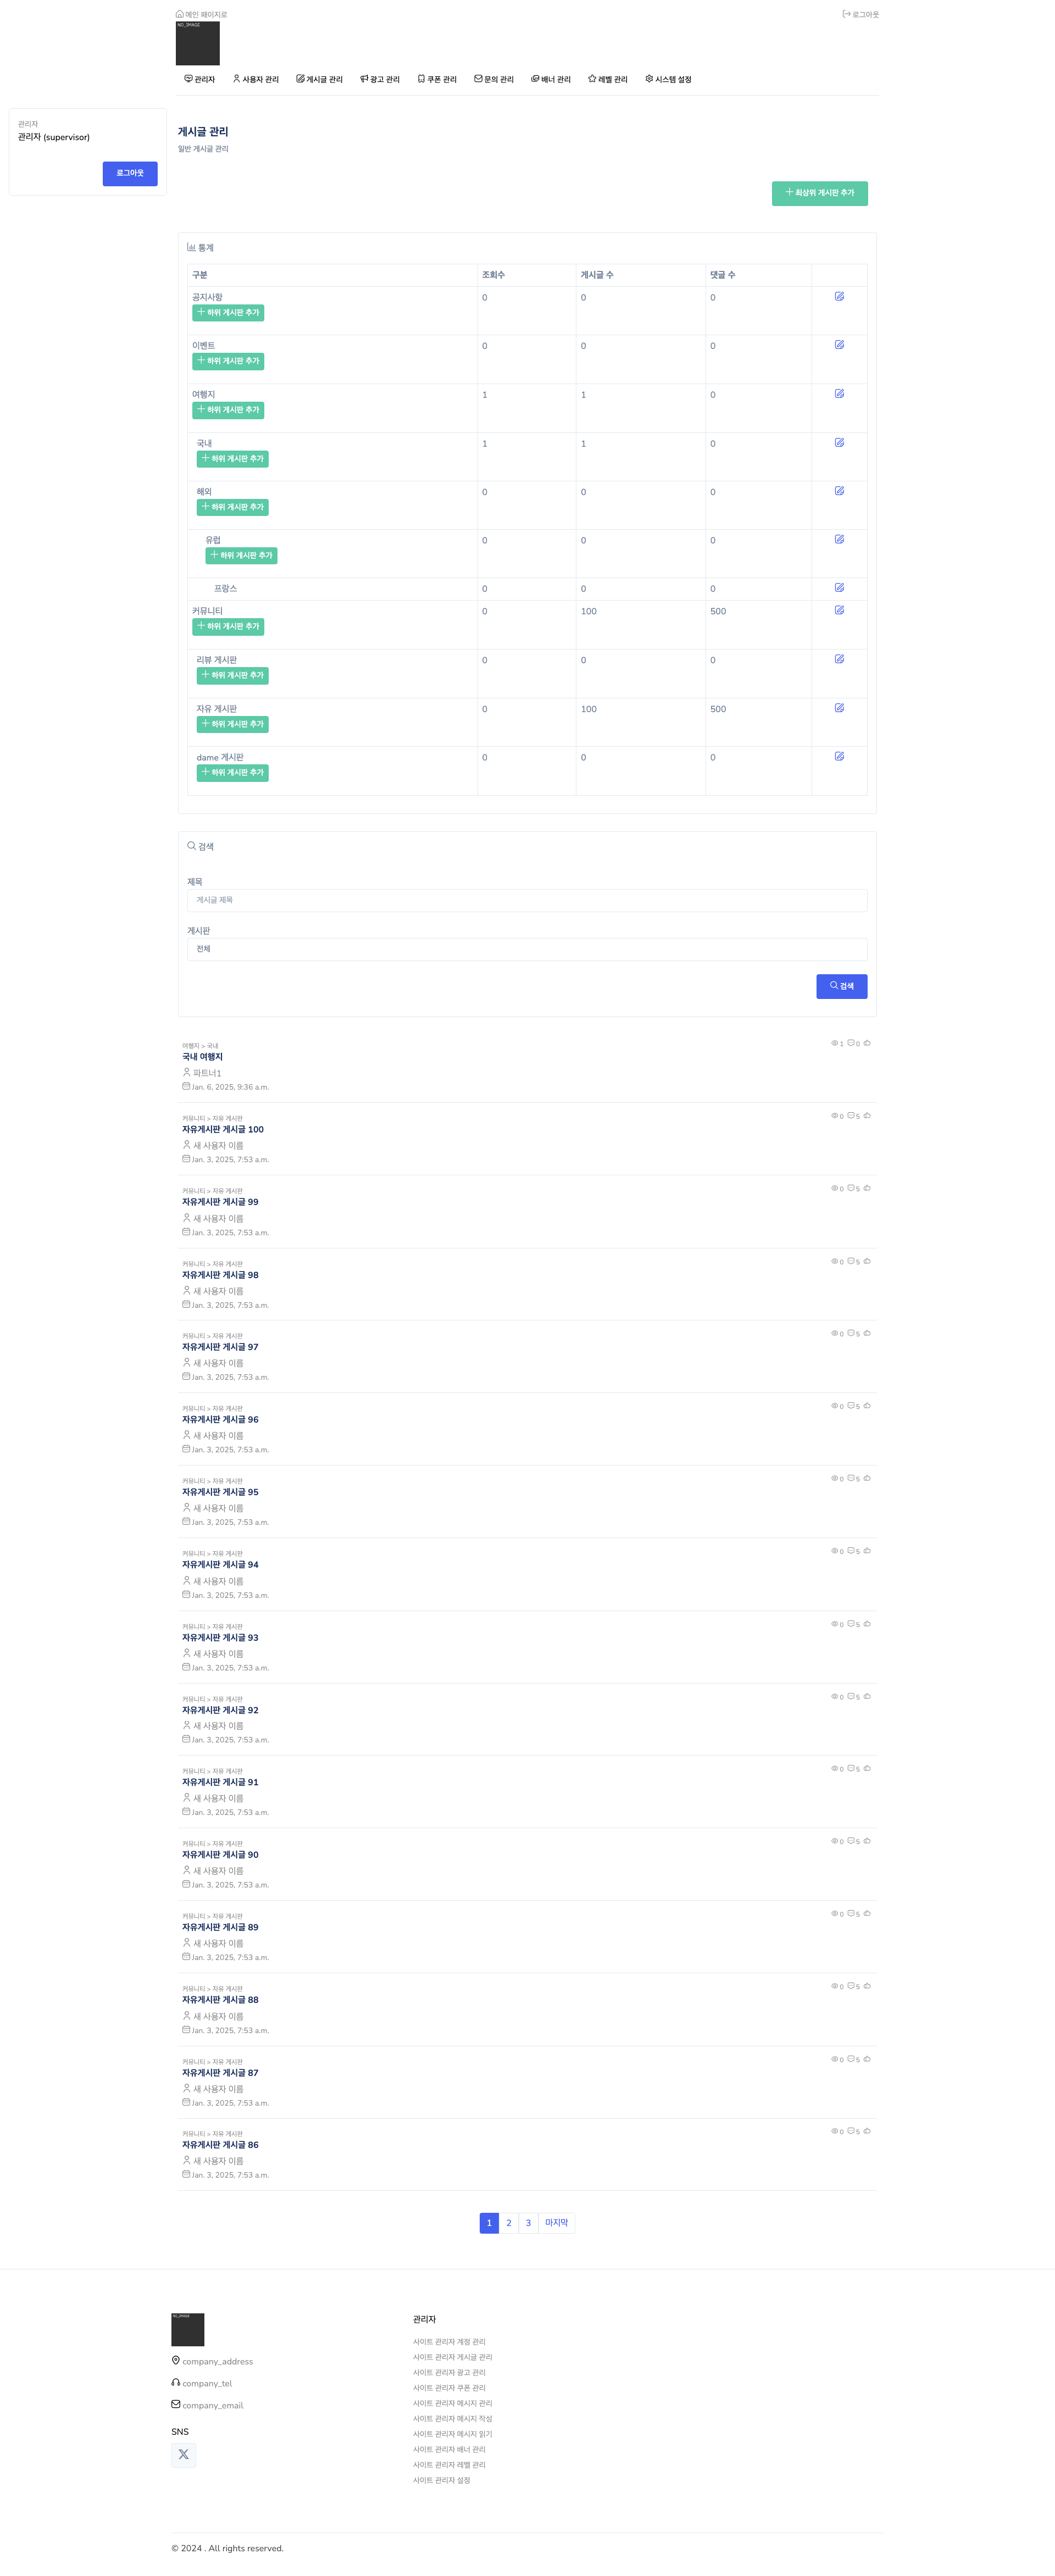 메인 페이지로
로그아웃
NO_IMAGE
관리자 사용자 관리 게시글 관리 광고 관리 쿠폰 관리 문의 관리 배너 관리 레벨 관리 시스템 설정
관리자
관리자 (supervisor)
로그아웃
게시글 관리
일반 게시글 관리
최상위 게시판 추가
통계
구분 조회수 게시글 수 댓글 수
공지사항 0 0 0
하위 게시판 추가
이벤트 0 0 0
하위 게시판 추가
여행지 1 1 0
하위 게시판 추가
국내 1 1 0
하위 게시판 추가
해외 0 0 0
하위 게시판 추가
유럽 0 0 0
하위 게시판 추가
프랑스 0 0 0
커뮤니티 0 100 500
하위 게시판 추가
리뷰 게시판 0 0 0
하위 게시판 추가
자유 게시판 0 100 500
하위 게시판 추가
dame 게시판 0 0 0
하위 게시판 추가
검색
제목
게시글 제목
게시판
전체
검색
여행지 > 국내 1 0
국내 여행지
파트너1
Jan. 6, 2025, 9:36 a.m.
커뮤니티 > 자유 게시판 0 5
자유게시판 게시글 100
새 사용자 이름
Jan. 3, 2025, 7:53 a.m.
커뮤니티 > 자유 게시판 0 5
자유게시판 게시글 99
새 사용자 이름
Jan. 3, 2025, 7:53 a.m.
커뮤니티 > 자유 게시판 0 5
자유게시판 게시글 98
새 사용자 이름
Jan. 3, 2025, 7:53 a.m.
커뮤니티 > 자유 게시판 0 5
자유게시판 게시글 97
새 사용자 이름
Jan. 3, 2025, 7:53 a.m.
커뮤니티 > 자유 게시판 0 5
자유게시판 게시글 96
새 사용자 이름
Jan. 3, 2025, 7:53 a.m.
커뮤니티 > 자유 게시판 0 5
자유게시판 게시글 95
새 사용자 이름
Jan. 3, 2025, 7:53 a.m.
커뮤니티 > 자유 게시판 0 5
자유게시판 게시글 94
새 사용자 이름
Jan. 3, 2025, 7:53 a.m.
커뮤니티 > 자유 게시판 0 5
자유게시판 게시글 93
새 사용자 이름
Jan. 3, 2025, 7:53 a.m.
커뮤니티 > 자유 게시판 0 5
자유게시판 게시글 92
새 사용자 이름
Jan. 3, 2025, 7:53 a.m.
커뮤니티 > 자유 게시판 0 5
자유게시판 게시글 91
새 사용자 이름
Jan. 3, 2025, 7:53 a.m.
커뮤니티 > 자유 게시판 0 5
자유게시판 게시글 90
새 사용자 이름
Jan. 3, 2025, 7:53 a.m.
커뮤니티 > 자유 게시판 0 5
자유게시판 게시글 89
새 사용자 이름
Jan. 3, 2025, 7:53 a.m.
커뮤니티 > 자유 게시판 0 5
자유게시판 게시글 88
새 사용자 이름
Jan. 3, 2025, 7:53 a.m.
커뮤니티 > 자유 게시판 0 5
자유게시판 게시글 87
새 사용자 이름
Jan. 3, 2025, 7:53 a.m.
커뮤니티 > 자유 게시판 0 5
자유게시판 게시글 86
새 사용자 이름
Jan. 3, 2025, 7:53 a.m.
1 2 3 마지막
NO_IMAGE
company_address
company_tel
company_email
SNS
관리자
사이트 관리자 계정 관리
사이트 관리자 게시글 관리
사이트 관리자 광고 관리
사이트 관리자 쿠폰 관리
사이트 관리자 메시지 관리
사이트 관리자 메시지 작성
사이트 관리자 메시지 읽기
사이트 관리자 배너 관리
사이트 관리자 레벨 관리
사이트 관리자 설정
© 2024 . All rights reserved.